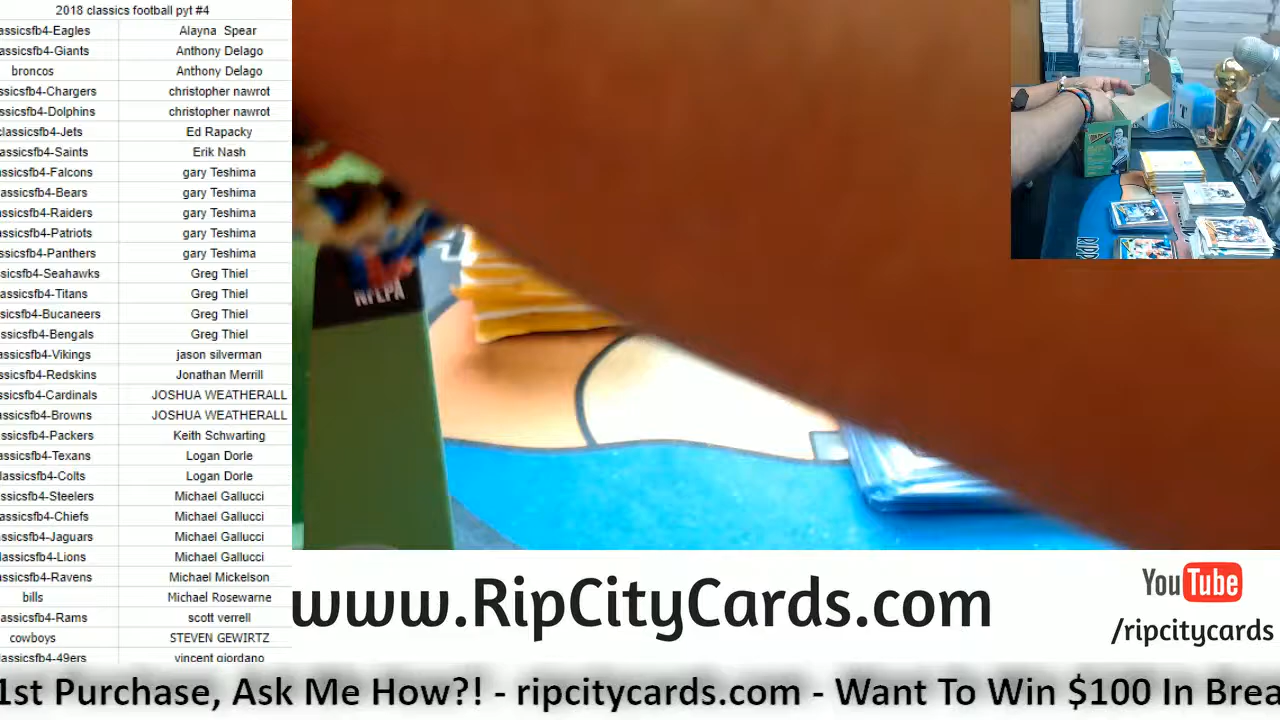 2018 classics football pyt #4
assicsfb4-Eagles Alayna Spear
assicsfb4-Giants Anthony Delago
broncos Anthony Delago
assicsfb4-Chargers christopher nawrot
assicsfb4-Dolphins christopher nawrot
classicsfb4-Jets Ed Rapacky
assicsfb4-Saints Erik Nash
assicsfb4-Falcons gary Teshima
assicsfb4-Bears gary Teshima
assicsfb4-Raiders gary Teshima
assicsfb4-Patriots gary Teshima
assicsfb4-Panthers gary Teshima
ssicsfb4-Seahawks Greg Thiel
assicsfb4-Titans Greg Thiel
sicsfb4-Bucaneers Greg Thiel
assicsfb4-Bengals Greg Thiel
assicsfb4-Vikings jason silverman
ssicsfb4-Redskins Jonathan Merrill
ssicsfb4-Cardinals JOSHUA WEATHERALL
assicsfb4-Browns JOSHUA WEATHERALL
ssicsfb4-Packers Keith Schwarting
assicsfb4-Texans Logan Dorle
lassicsfb4-Colts Logan Dorle
ssicsfb4-Steelers Michael Gallucci
assicsfb4-Chiefs Michael Gallucci
assicsfb4-Jaguars Michael Gallucci
lassicsfb4-Lions Michael Gallucci
assicsfb4-Ravens Michael Mickelson
bills Michael Rosewarne
assicsfb4-Rams scott verrell
cowboys STEVEN GEWIRTZ
lassicsfb4-49ers vincent giordano
NFLPA
www.RipCityCards.com
YouTube
/ripcitycards
1st Purchase, Ask Me How?! - ripcitycards.com - Want To Win $100 In Brea